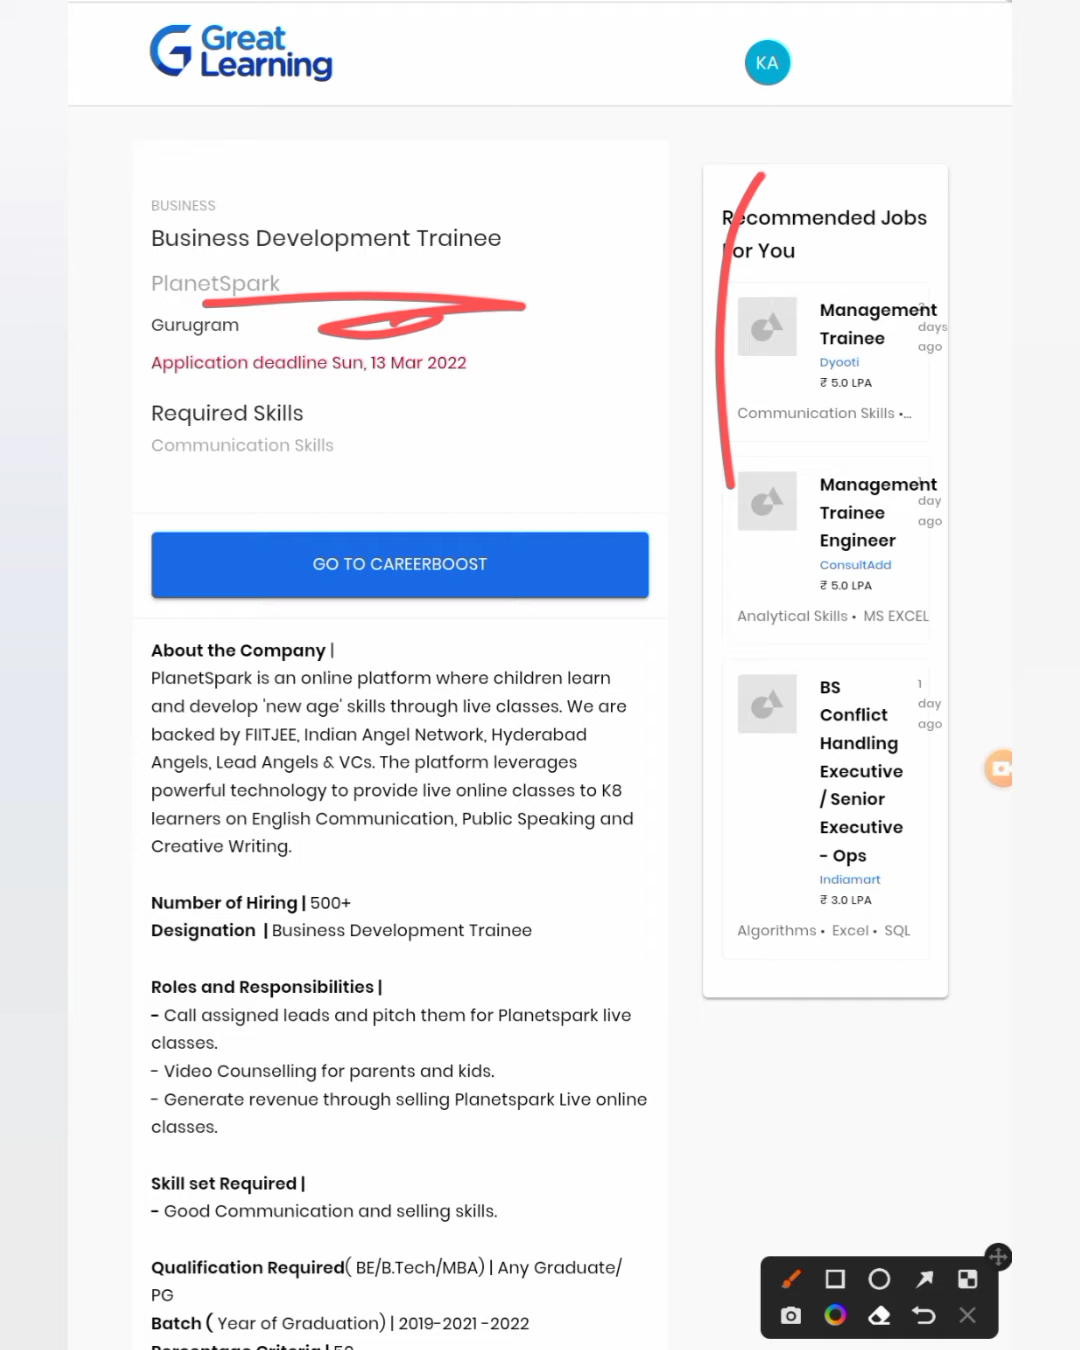 Great
Learning
KA
BUSINESS
Business Development Trainee
PlanetSpark
Gurugram
Application deadline Sun, 13 Mar 2022
Required Skills
Communication Skills
GO TO CAREERBOOST
About the Company |
PlanetSpark is an online platform where children learn
and develop 'new age' skills through live classes. We are
backed by FIITJEE, Indian Angel Network, Hyderabad
Angels, Lead Angels & VCs. The platform leverages
powerful technology to provide live online classes to K8
learners on English Communication, Public Speaking and
Creative Writing.
Number of Hiring | 500+
Designation | Business Development Trainee
Roles and Responsibilities |
- Call assigned leads and pitch them for Planetspark live
classes.
- Video Counselling for parents and kids.
- Generate revenue through selling Planetspark Live online
classes.
Skill set Required |
- Good Communication and selling skills.
Qualification Required( BE/B.Tech/MBA) | Any Graduate/
PG
Batch ( Year of Graduation) | 2019-2021 -2022
Recommended Jobs
For You
Management
Trainee
days
ago
Dyooti
₹ 5.0 LPA
Communication Skills •...
Management
Trainee
Engineer
day
ago
ConsultAdd
₹ 5.0 LPA
Analytical Skills • MS EXCEL
BS
Conflict
Handling
Executive
/ Senior
Executive
- Ops
1
day
ago
Indiamart
₹ 3.0 LPA
Algorithms • Excel • SQL